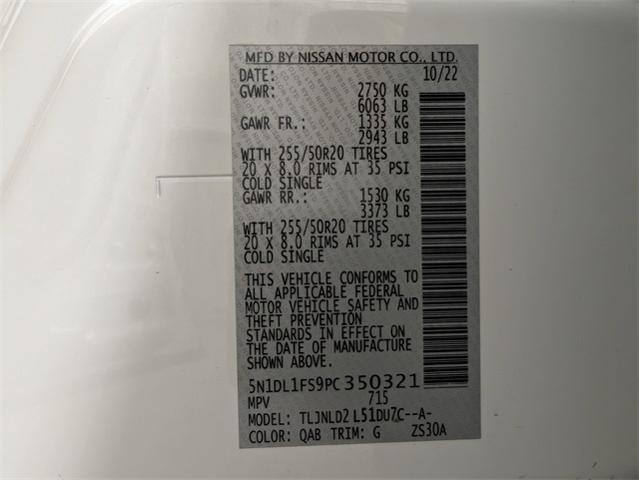 MFD BY NISSAN MOTOR CO., LTD.
DATE: 10/22
GVWR: 2750 KG
6063 LB
GAWR FR.: 1335 KG
2943 LB
WITH 255/50R20 TIRES
20 X 8.0 RIMS AT 35 PSI
COLD SINGLE
GAWR RR.: 1530 KG
3373 LB
WITH 255/50R20 TIRES
20 X 8.0 RIMS AT 35 PSI
COLD SINGLE
THIS VEHICLE CONFORMS TO
ALL APPLICABLE FEDERAL
MOTOR VEHICLE SAFETY AND
THEFT PREVENTION
STANDARDS IN EFFECT ON
THE DATE OF MANUFACTURE
SHOWN ABOVE.
5N1DL1FS9PC350321
MPV 715
MODEL: TLJNLD2 L51DU7C--A-
COLOR: QAB TRIM: G ZS30A